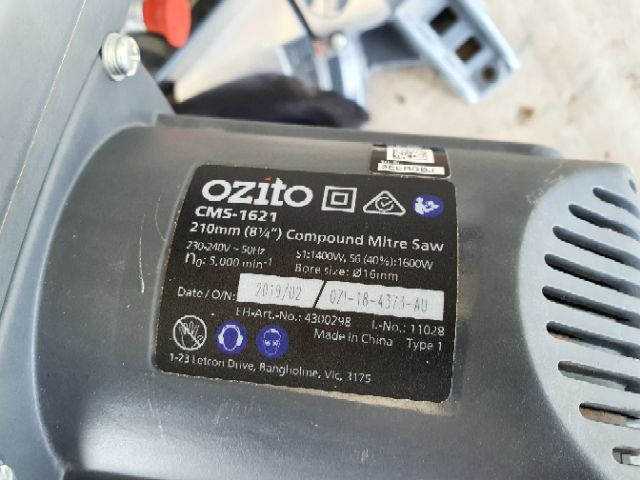 ozito
CMS-1621
210mm (8¼") Compound Mitre Saw
230-240V ~ 50Hz S1:1400W, S6 (40%):1600W
n₀: 5,000 min⁻¹ Bore size: Ø16mm
Date / O/N: 2019/02 / OZI-18-4373-AU
EH-Art.-No.: 4300298 I.-No.: 11028
Made in China Type 1
1-23 Letcon Drive, Bangholme, Vic, 3175